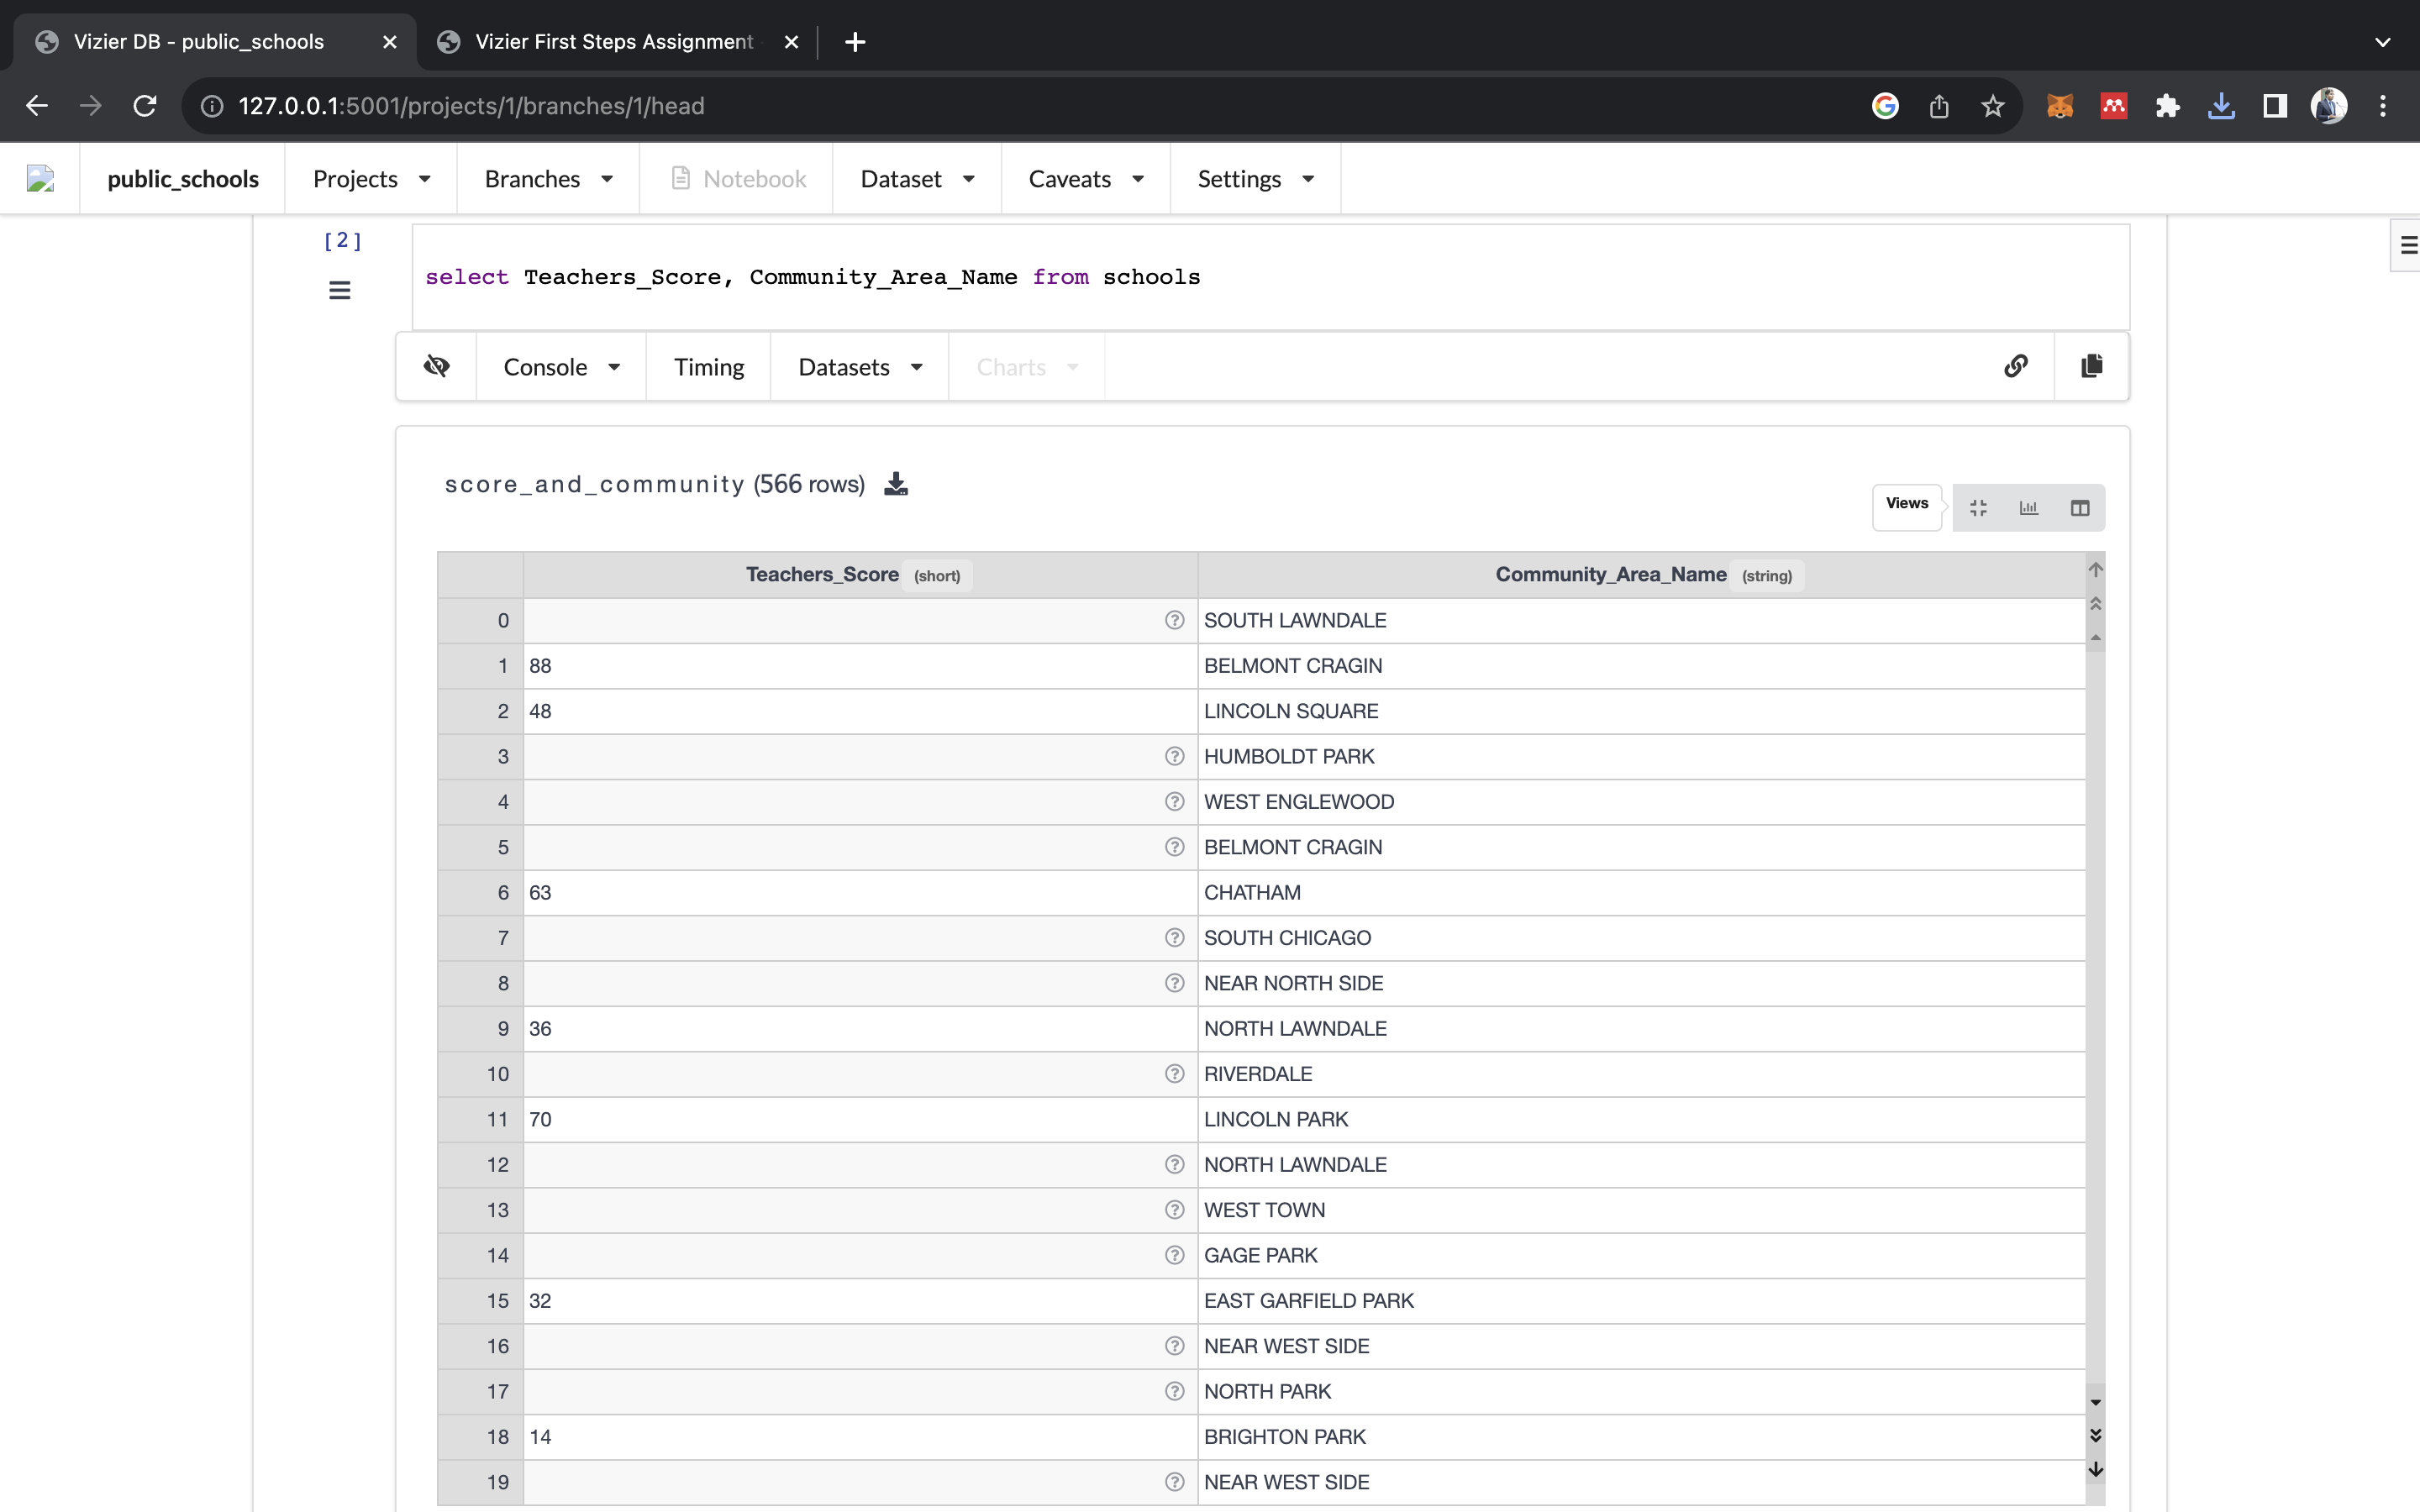 Vizier DB - public_schools
Vizier First Steps Assignment
127.0.0.1:5001/projects/1/branches/1/head
public_schools Projects Branches Notebook Dataset Caveats Settings
[2]
select Teachers_Score, Community_Area_Name from schools
Console Timing Datasets Charts
score_and_community (566 rows)
Views
Teachers_Score (short) Community_Area_Name (string)
0 ? SOUTH LAWNDALE
1 88 BELMONT CRAGIN
2 48 LINCOLN SQUARE
3 ? HUMBOLDT PARK
4 ? WEST ENGLEWOOD
5 ? BELMONT CRAGIN
6 63 CHATHAM
7 ? SOUTH CHICAGO
8 ? NEAR NORTH SIDE
9 36 NORTH LAWNDALE
10 ? RIVERDALE
11 70 LINCOLN PARK
12 ? NORTH LAWNDALE
13 ? WEST TOWN
14 ? GAGE PARK
15 32 EAST GARFIELD PARK
16 ? NEAR WEST SIDE
17 ? NORTH PARK
18 14 BRIGHTON PARK
19 ? NEAR WEST SIDE